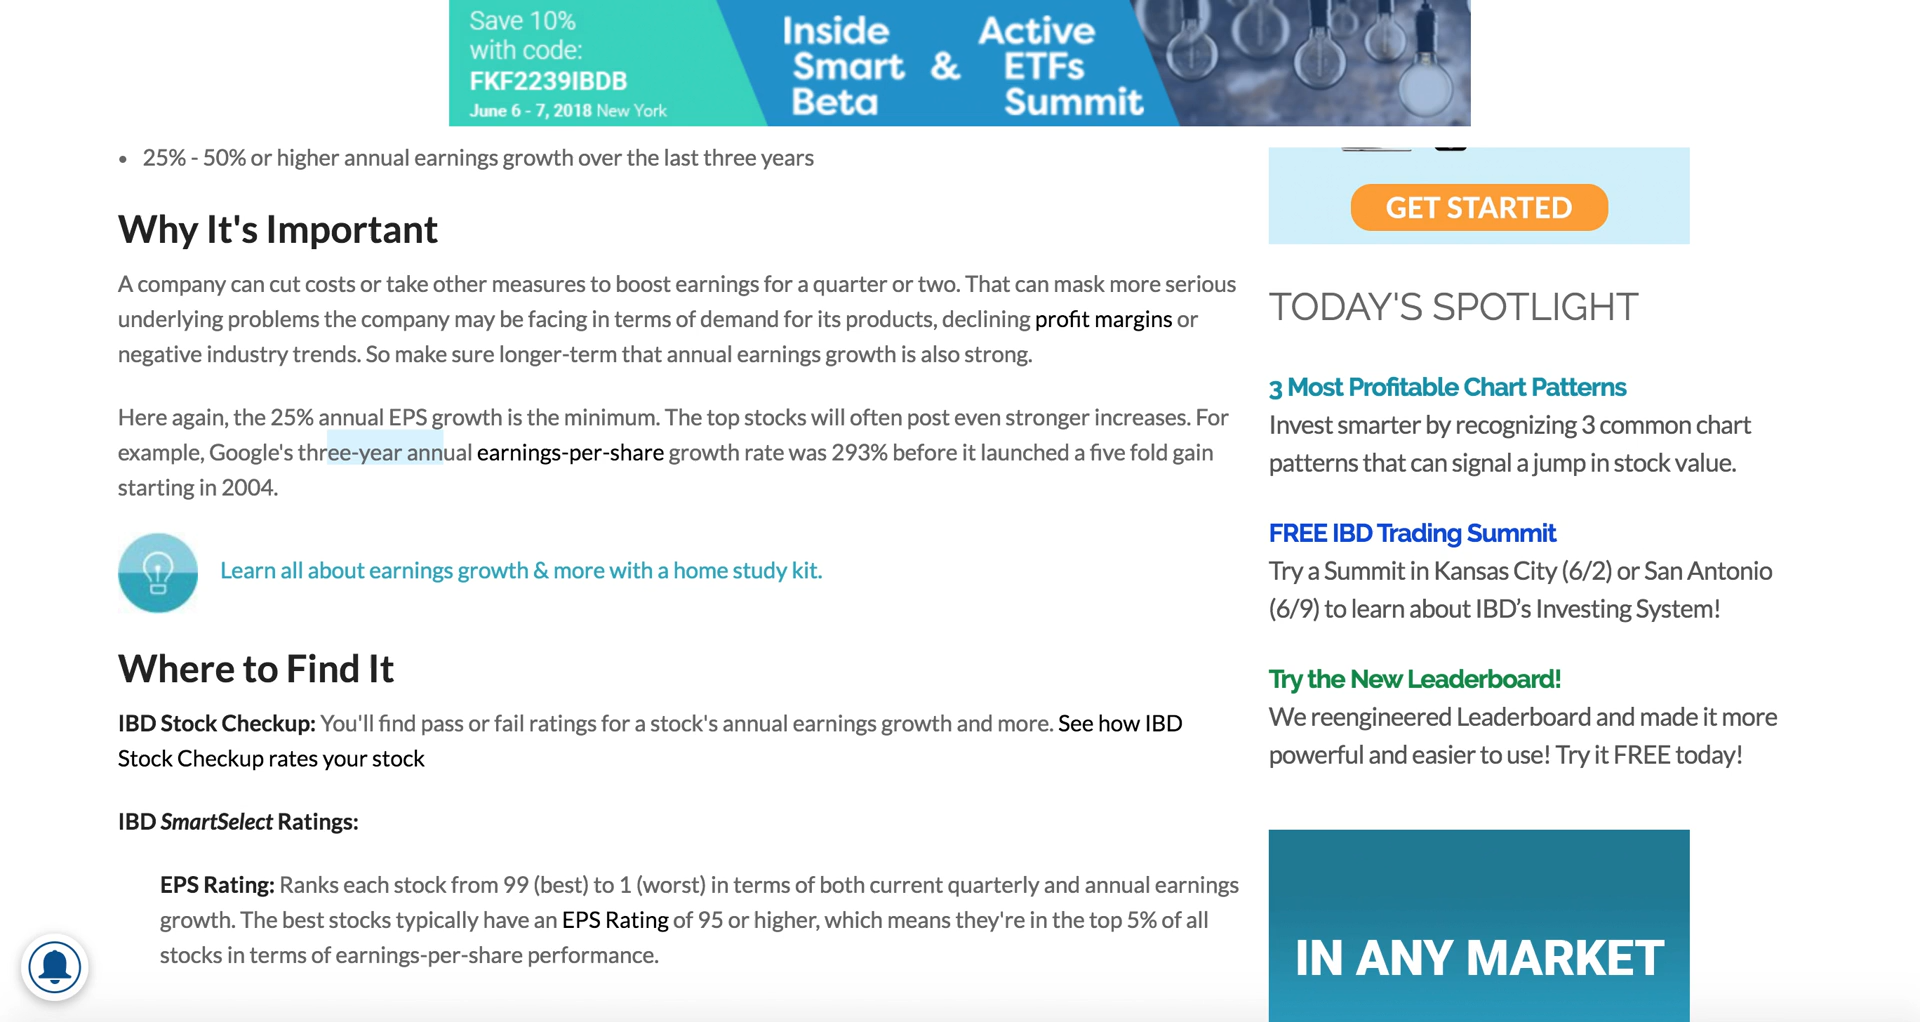 Save 10%
with code:
FKF2239IBDB
June 6 - 7, 2018 New York
Inside Smart Beta & Active ETFs Summit
• 25% - 50% or higher annual earnings growth over the last three years
Why It's Important
A company can cut costs or take other measures to boost earnings for a quarter or two. That can mask more serious
underlying problems the company may be facing in terms of demand for its products, declining profit margins or
negative industry trends. So make sure longer-term that annual earnings growth is also strong.
Here again, the 25% annual EPS growth is the minimum. The top stocks will often post even stronger increases. For
example, Google's three-year annual earnings-per-share growth rate was 293% before it launched a five fold gain
starting in 2004.
Learn all about earnings growth & more with a home study kit.
Where to Find It
IBD Stock Checkup: You'll find pass or fail ratings for a stock's annual earnings growth and more. See how IBD
Stock Checkup rates your stock
IBD SmartSelect Ratings:
EPS Rating: Ranks each stock from 99 (best) to 1 (worst) in terms of both current quarterly and annual earnings
growth. The best stocks typically have an EPS Rating of 95 or higher, which means they're in the top 5% of all
stocks in terms of earnings-per-share performance.
GET STARTED
TODAY'S SPOTLIGHT
3 Most Profitable Chart Patterns
Invest smarter by recognizing 3 common chart
patterns that can signal a jump in stock value.
FREE IBD Trading Summit
Try a Summit in Kansas City (6/2) or San Antonio
(6/9) to learn about IBD’s Investing System!
Try the New Leaderboard!
We reengineered Leaderboard and made it more
powerful and easier to use! Try it FREE today!
IN ANY MARKET